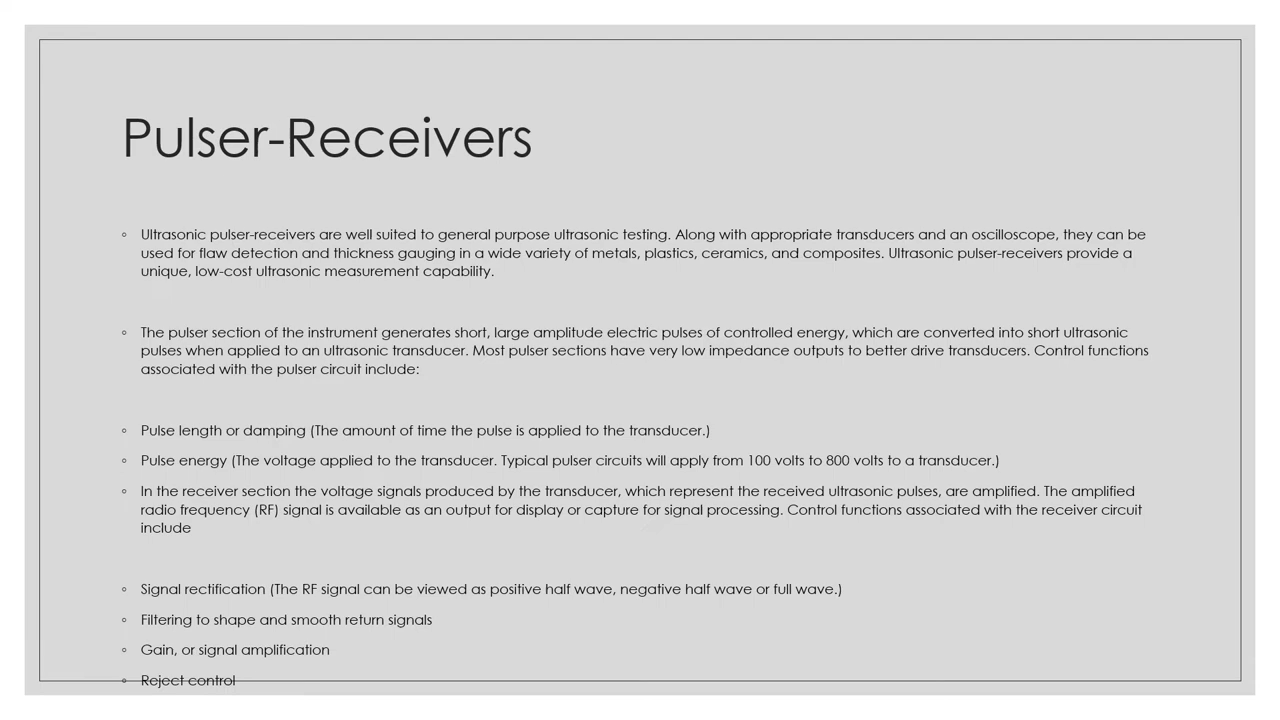 Pulser-Receivers
◦ Ultrasonic pulser-receivers are well suited to general purpose ultrasonic testing. Along with appropriate transducers and an oscilloscope, they can be
used for flaw detection and thickness gauging in a wide variety of metals, plastics, ceramics, and composites. Ultrasonic pulser-receivers provide a
unique, low-cost ultrasonic measurement capability.
◦ The pulser section of the instrument generates short, large amplitude electric pulses of controlled energy, which are converted into short ultrasonic
pulses when applied to an ultrasonic transducer. Most pulser sections have very low impedance outputs to better drive transducers. Control functions
associated with the pulser circuit include:
◦ Pulse length or damping (The amount of time the pulse is applied to the transducer.)
◦ Pulse energy (The voltage applied to the transducer. Typical pulser circuits will apply from 100 volts to 800 volts to a transducer.)
◦ In the receiver section the voltage signals produced by the transducer, which represent the received ultrasonic pulses, are amplified. The amplified
radio frequency (RF) signal is available as an output for display or capture for signal processing. Control functions associated with the receiver circuit
include
◦ Signal rectification (The RF signal can be viewed as positive half wave, negative half wave or full wave.)
◦ Filtering to shape and smooth return signals
◦ Gain, or signal amplification
◦ Reject control